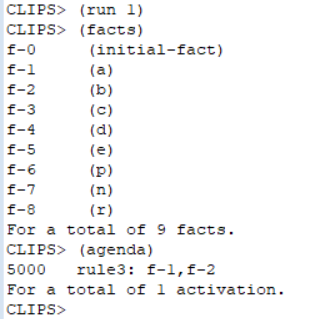 CLIPS> (run 1)
CLIPS> (facts)
f-0     (initial-fact)
f-1     (a)
f-2     (b)
f-3     (c)
f-4     (d)
f-5     (e)
f-6     (p)
f-7     (n)
f-8     (r)
For a total of 9 facts.
CLIPS> (agenda)
5000   rule3: f-1,f-2
For a total of 1 activation.
CLIPS>